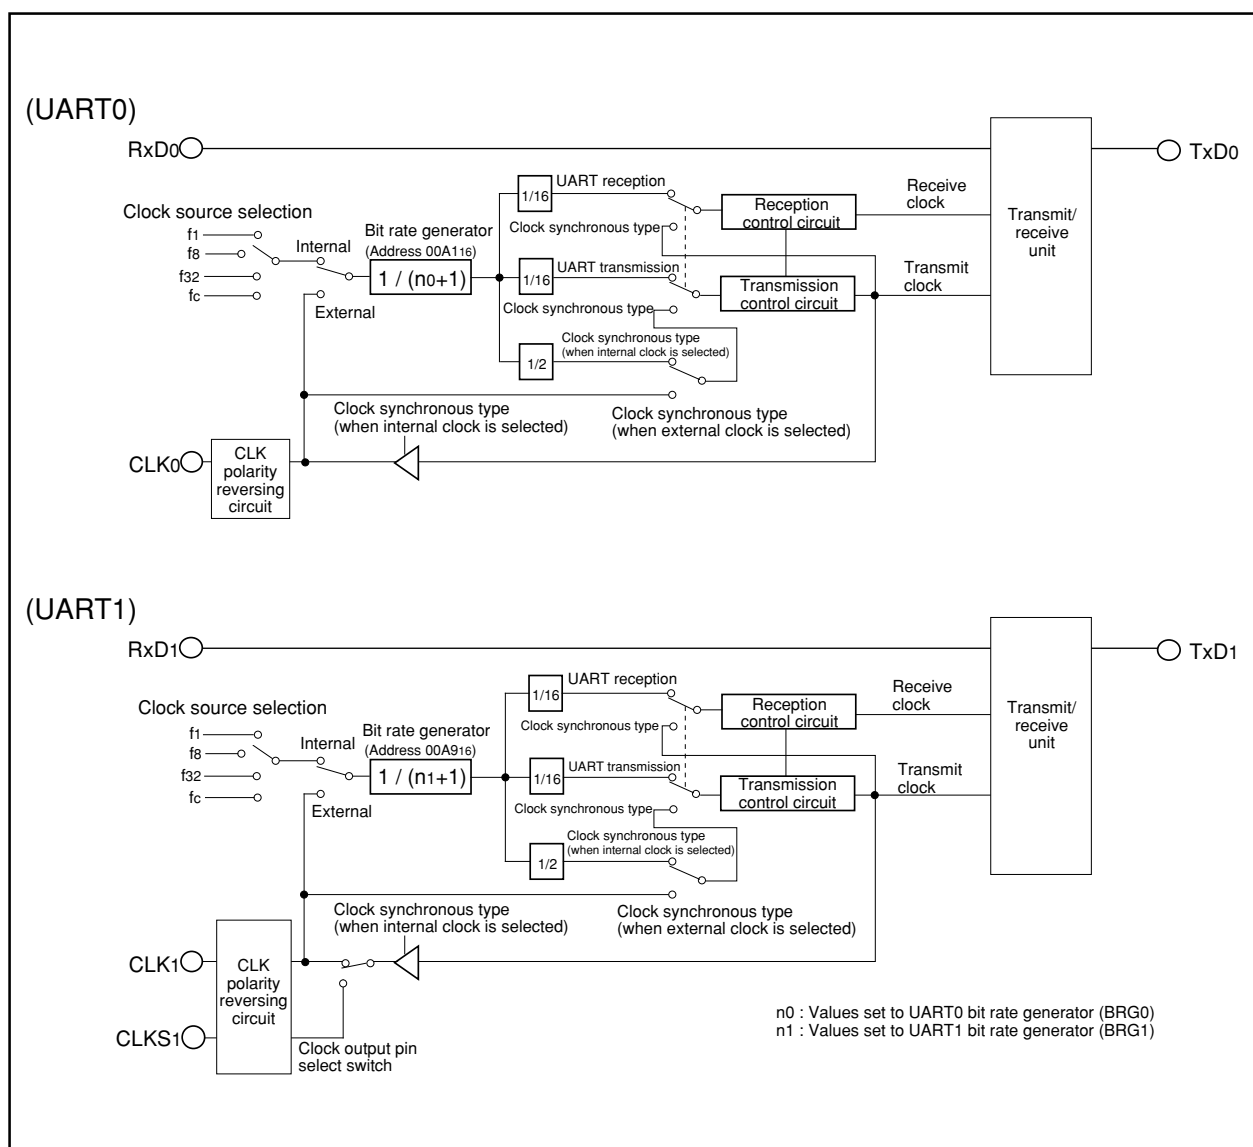 (UART0)
RxD0
TxD0
UART reception
1/16
Clock source selection
Reception
control circuit
Receive
clock
Transmit/
receive
unit
f1
f8
f32
fc
Internal
Bit rate generator
(Address 00A116)
1 / (n0+1)
Clock synchronous type
UART transmission
1/16
Transmission
control circuit
Transmit
clock
External
Clock synchronous type
Clock synchronous type
(when internal clock is selected)
1/2
Clock synchronous type
(when internal clock is selected)
Clock synchronous type
(when external clock is selected)
CLK0
CLK
polarity
reversing
circuit
(UART1)
RxD1
TxD1
UART reception
1/16
Clock source selection
Reception
control circuit
Receive
clock
Transmit/
receive
unit
f1
f8
f32
fc
Internal
Bit rate generator
(Address 00A916)
1 / (n1+1)
Clock synchronous type
UART transmission
1/16
Transmission
control circuit
Transmit
clock
External
Clock synchronous type
Clock synchronous type
(when internal clock is selected)
1/2
Clock synchronous type
(when internal clock is selected)
Clock synchronous type
(when external clock is selected)
CLK1
CLK
polarity
reversing
circuit
CLKS1
Clock output pin
select switch
n0 : Values set to UART0 bit rate generator (BRG0)
n1 : Values set to UART1 bit rate generator (BRG1)